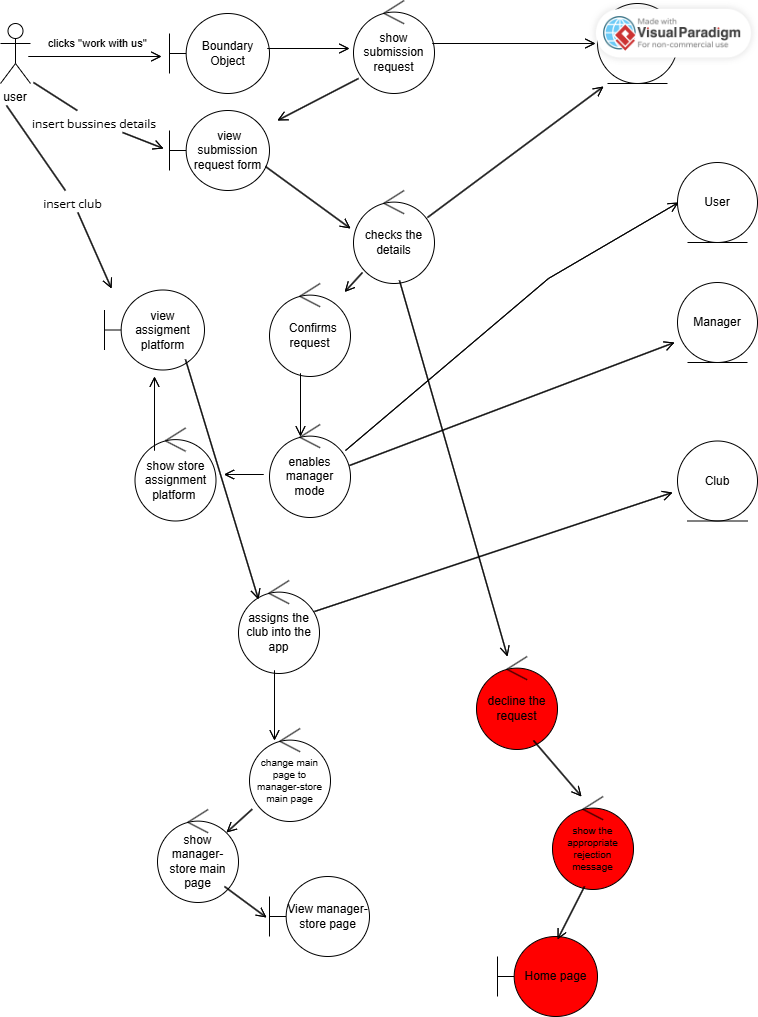 Made with
VisualParadigm
For non-commercial use
clicks "work with us"
Boundary
Object
show
submission
request
user
insert bussines details
view
submission
request form
insert club
checks the
details
User
view
assigment
platform
Confirms
request
Manager
show store
assignment
platform
enables
manager
mode
Club
assigns the
club into the
app
decline the
request
change main
page to
manager-store
main page
show
manager-
store main
page
show the
appropriate
rejection
message
View manager-
store page
Home page